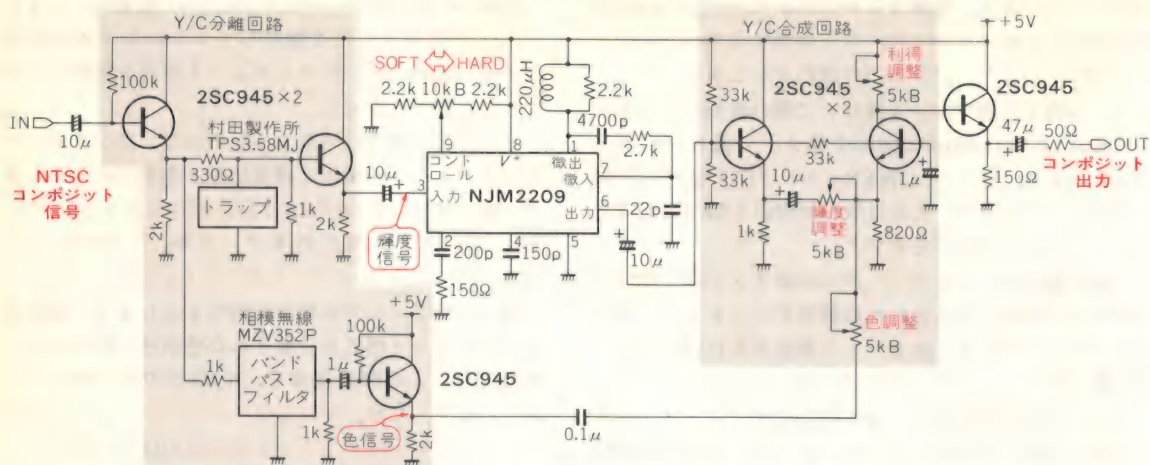 Y/C分離回路
Y/C合成回路
+5V
100k
IN
10μ
NTSC
コンポジット
信号
2SC945×2
村田製作所
TPS3.58MJ
330Ω
トラップ
2k
1k
2k
SOFT ⇔ HARD
2.2k
10kB
2.2k
220μH
2.2k
4700p
2.7k
9
8
1
コント
ロール
V+
微出
7
微入
10μ
+
3
入力
NJM2209
出力
6
輝度
信号
2
4
5
200p
150p
22p
10μ
+
150Ω
33k
33k
33k
2SC945
×2
利得
調整
5kB
2SC945
47μ
50Ω
+
OUT
コンポジット
出力
150Ω
1μ
+
10μ
+
輝度
調整
5kB
1k
820Ω
色調整
5kB
相模無線
MZV352P
1k
バンド
パス・
フィルタ
1μ
100k
+5V
2SC945
1k
色信号
2k
0.1μ